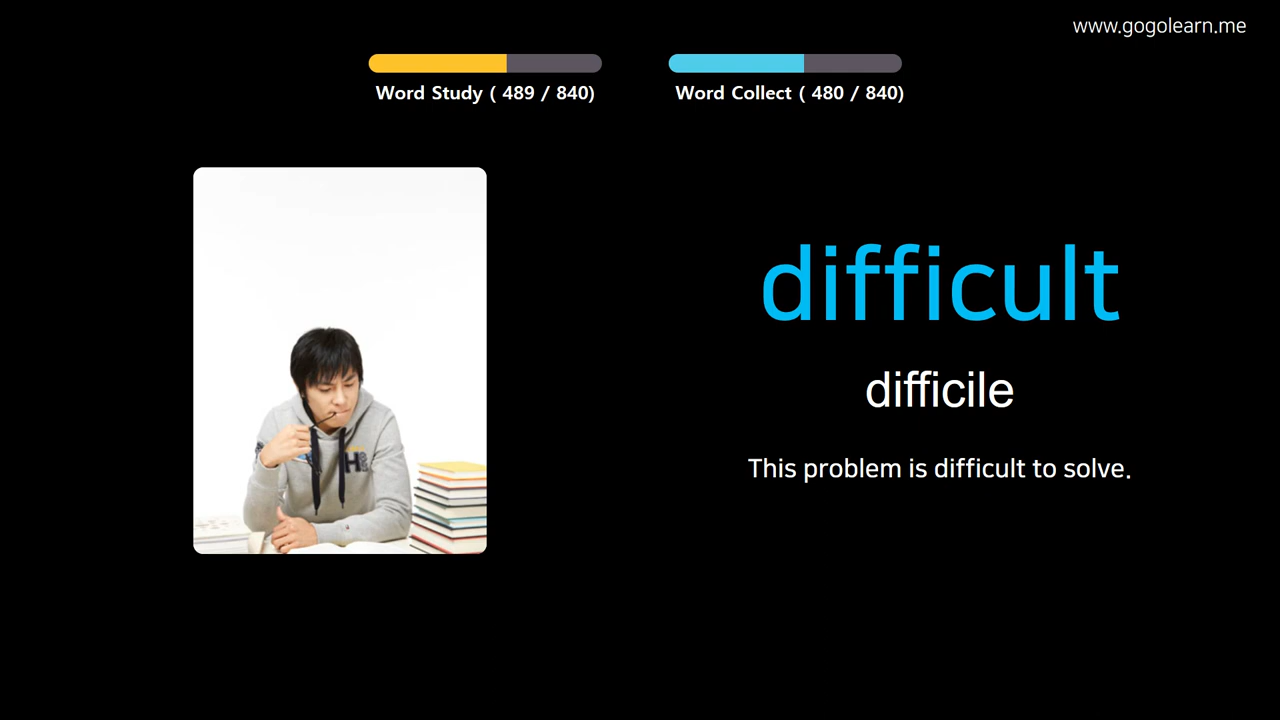 www.gogolearn.me
Word Study ( 489 / 840)
Word Collect ( 480 / 840)
difficult
difficile
This problem is difficult to solve.
H